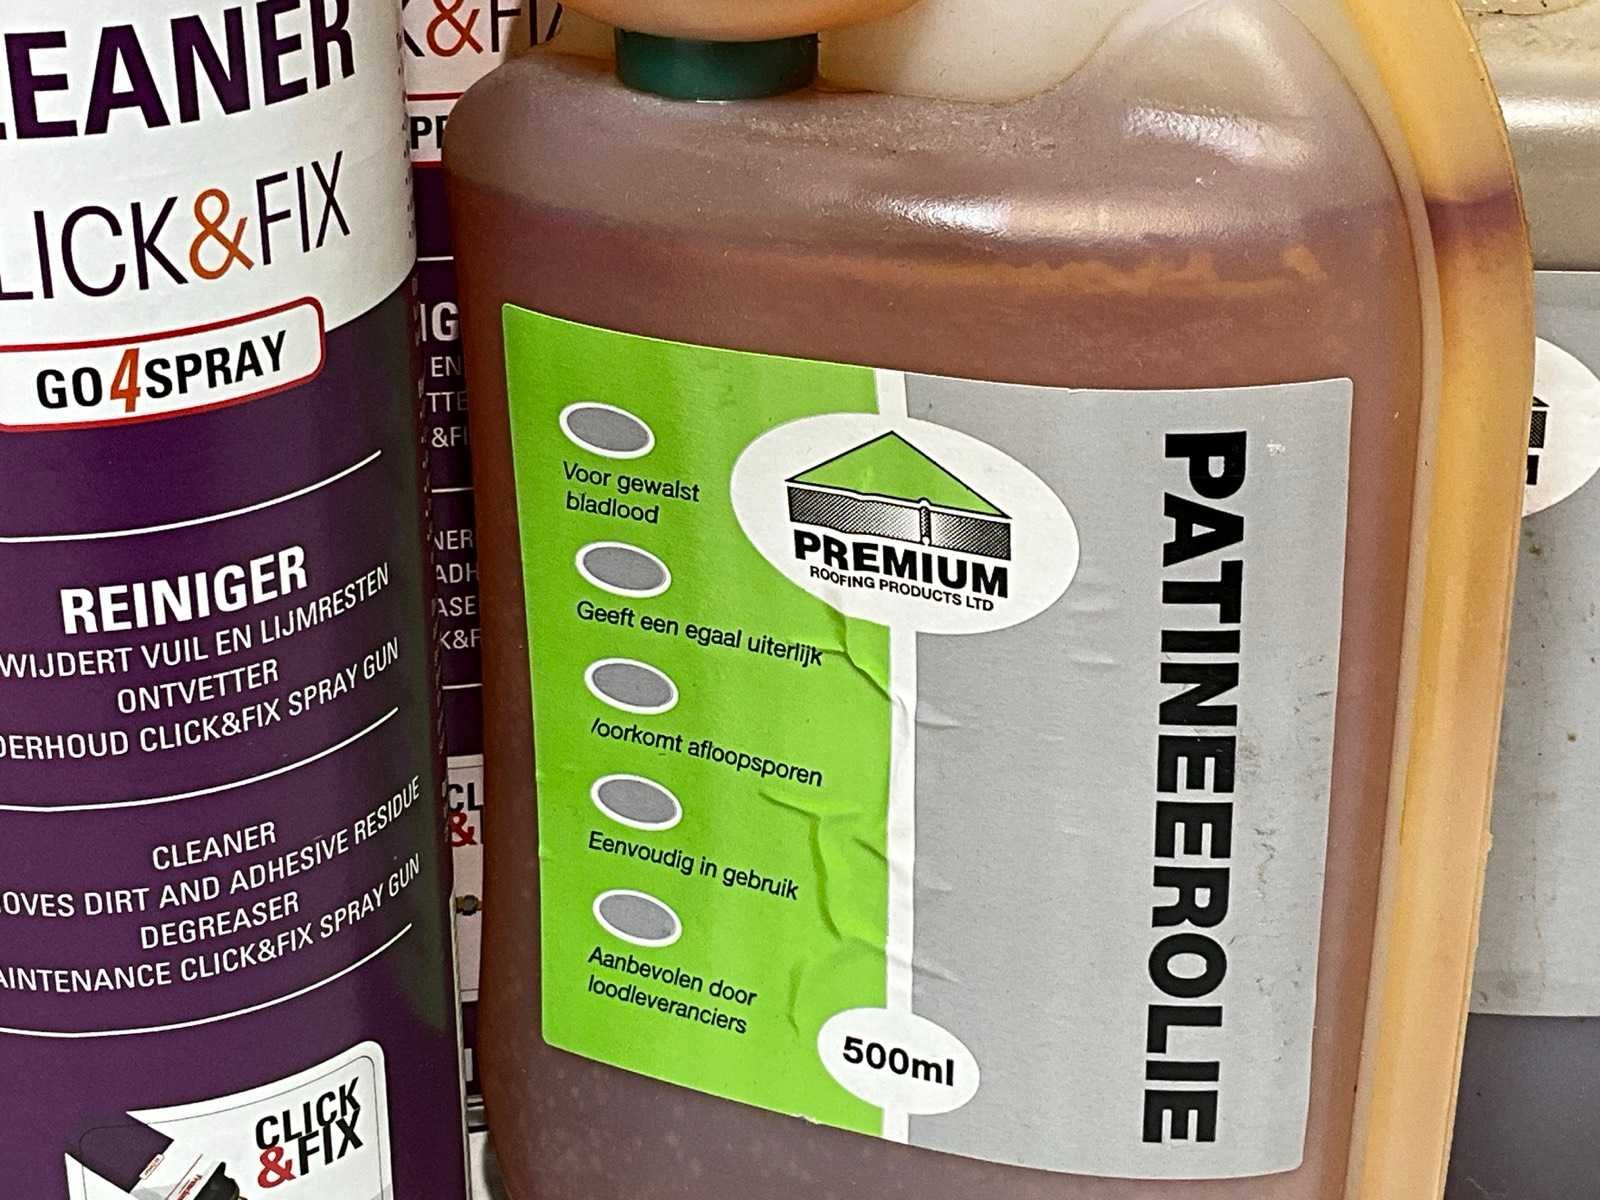 LEANER
LICK&FIX
GO4SPRAY
REINIGER
WIJDERT VUIL EN LIJMRESTEN
ONTVETTER
DERHOUD CLICK&FIX SPRAY GUN
CLEANER
OVES DIRT AND ADHESIVE RESIDUE
DEGREASER
AINTENANCE CLICK&FIX SPRAY GUN
CLICK
&FIX
K&FIX
Voor gewalst
bladlood
Geeft een egaal uiterlijk
/oorkomt afloopsporen
Eenvoudig in gebruik
Aanbevolen door
loodleveranciers
PREMIUM
ROOFING PRODUCTS LTD
500ml
PATINEEROLIE